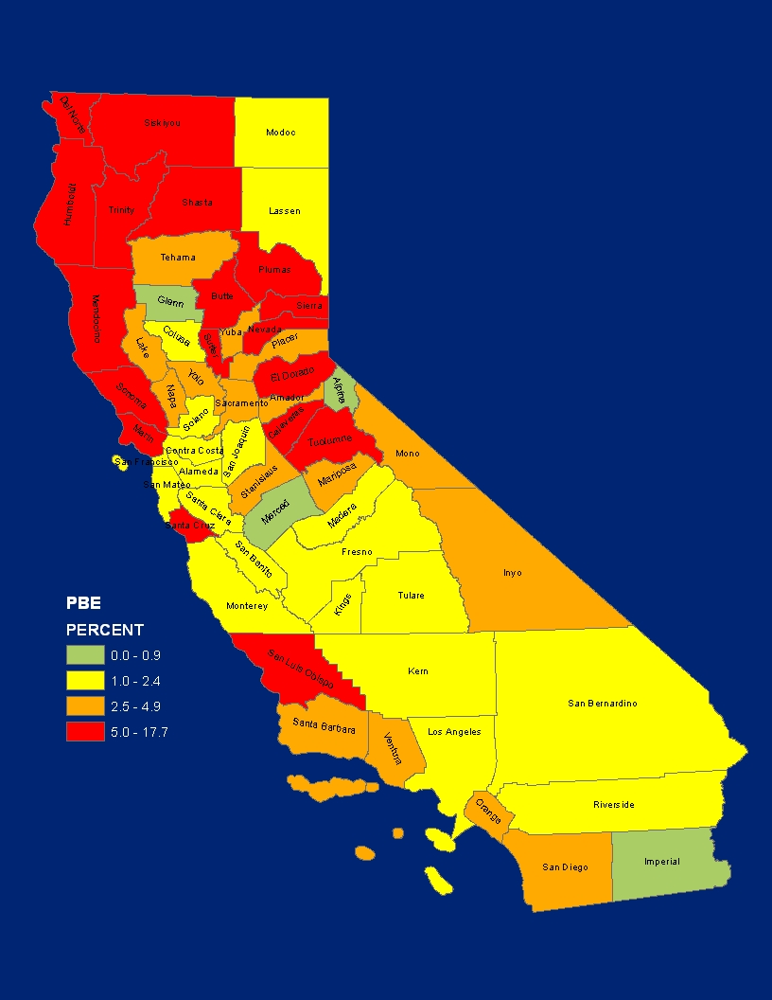 Del Norte
Siskiyou
Modoc
Humboldt
Trinity
Shasta
Lassen
Tehama
Plumas
Glenn
Butte
Sierra
Mendocino
Colusa
Sutter
Yuba
Nevada
Placer
Lake
Yolo
El Dorado
Alpine
Sonoma
Napa
Sacramento
Amador
Solano
Calaveras
Marin
Tuolumne
Contra Costa
San Joaquin
Mono
San Francisco
Alameda
Stanislaus
Mariposa
San Mateo
Santa Clara
Merced
Madera
Santa Cruz
San Benito
Fresno
Inyo
Monterey
Kings
Tulare
PBE
PERCENT
0.0 - 0.9
1.0 - 2.4
2.5 - 4.9
5.0 - 17.7
San Luis Obispo
Kern
San Bernardino
Santa Barbara
Ventura
Los Angeles
Orange
Riverside
San Diego
Imperial